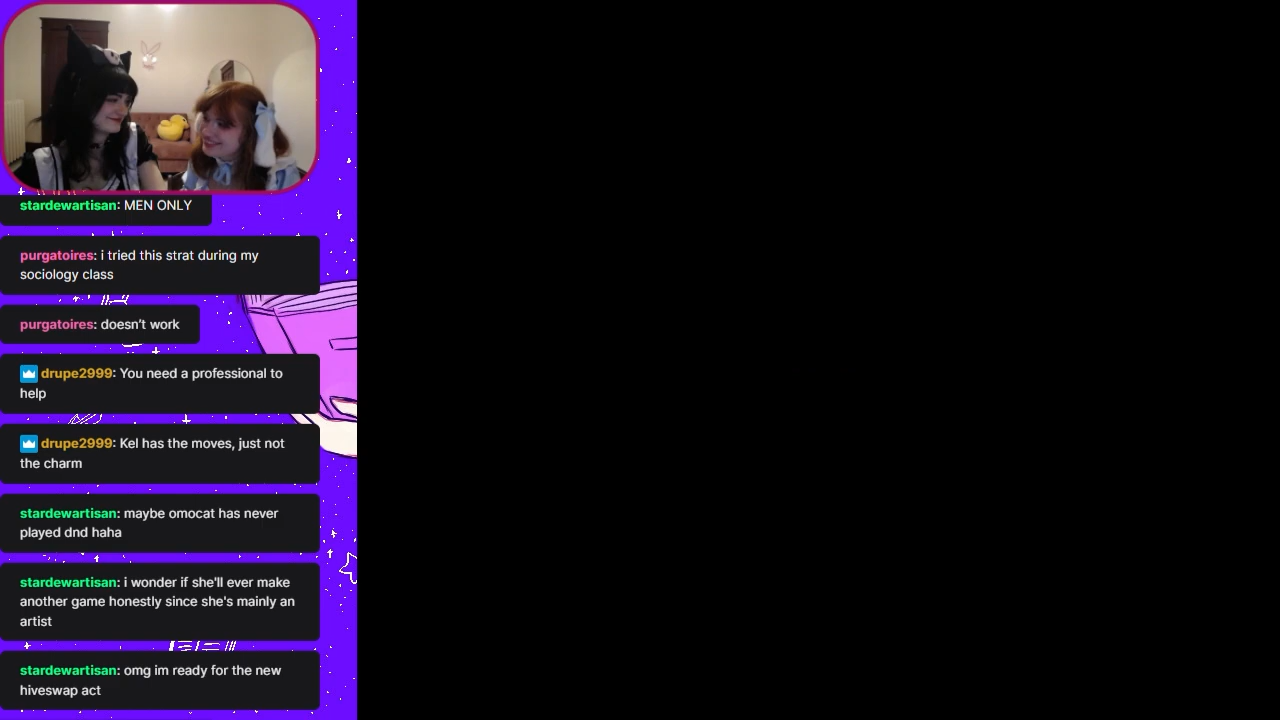 stardewartisan: MEN ONLY
purgatoires: i tried this strat during my
sociology class
purgatoires: doesn't work
drupe2999: You need a professional to
help
drupe2999: Kel has the moves, just not
the charm
stardewartisan: maybe omocat has never
played dnd haha
stardewartisan: i wonder if she'll ever make
another game honestly since she's mainly an
artist
stardewartisan: omg im ready for the new
hiveswap act